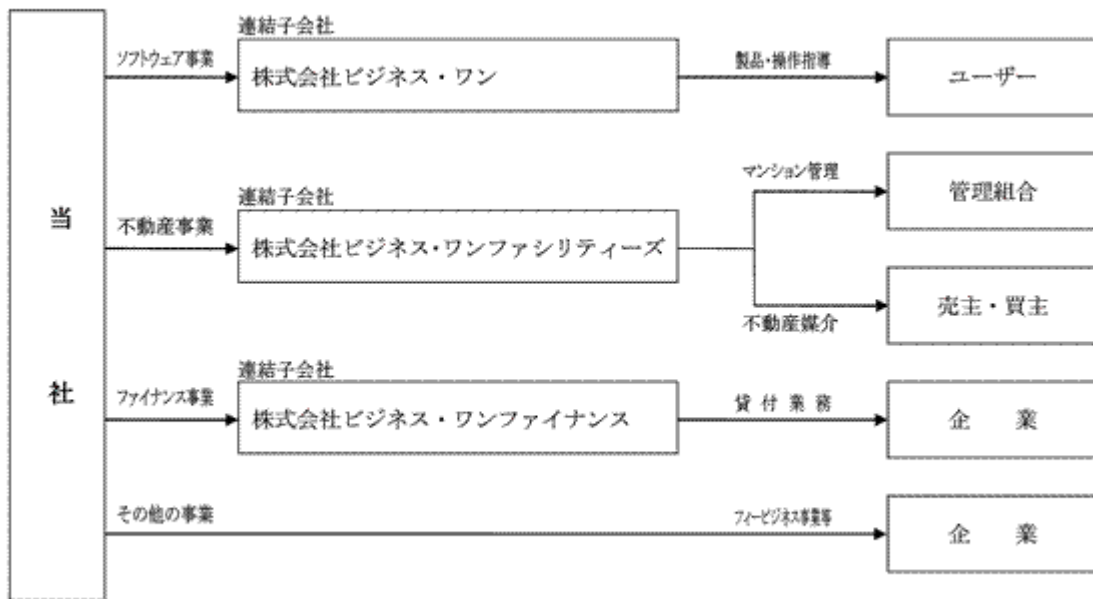 当社
連結子会社
ソフトウェア事業
株式会社ビジネス・ワン
製品・操作指導
ユーザー
連結子会社
不動産事業
株式会社ビジネス・ワンファシリティーズ
マンション管理
管理組合
不動産媒介
売主・買主
連結子会社
ファイナンス事業
株式会社ビジネス・ワンファイナンス
貸付業務
企業
その他の事業
フィービジネス事業等
企業